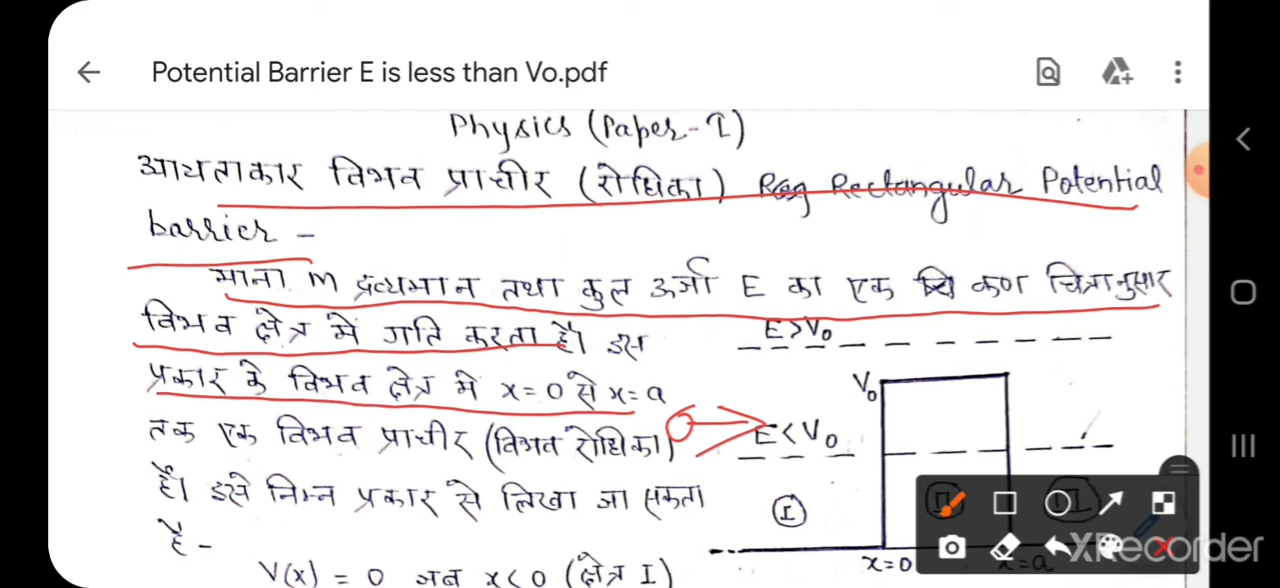 Potential Barrier E is less than Vo.pdf
Physics (Paper-I)
आयताकार विभव प्राचीर (रोधिका) Rectangular Potential
barrier -
माना m द्रव्यमान तथा कुल ऊर्जा E का एक कण चित्रानुसार
विभव क्षेत्र में गति करता है। इस
प्रकार के विभव क्षेत्र मे x=0 से x=a
तक एक विभव प्राचीर (विभव रोधिका)
है। इसे निम्न प्रकार से लिखा जा सकता
है -
V(x) = 0 जब x<0 (क्षेत्र I)
E>V₀
V₀
E<V₀
I
II
x=0
x=a
XRecorder